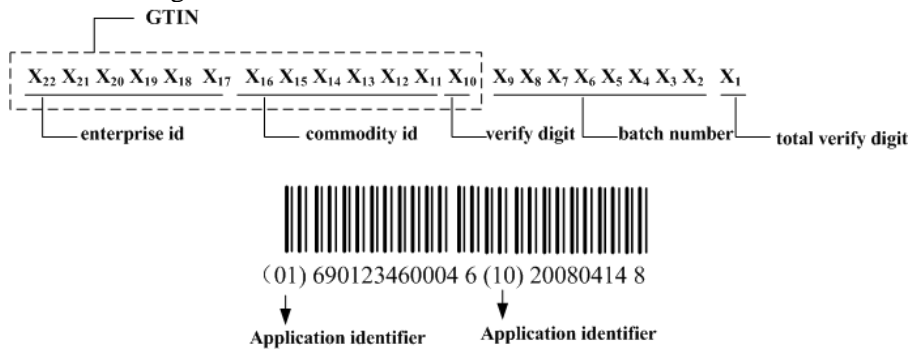 GTIN
X₂₂ X₂₁ X₂₀ X₁₉ X₁₈ X₁₇ X₁₆ X₁₅ X₁₄ X₁₃ X₁₂ X₁₁ X₁₀ X₉ X₈ X₇ X₆ X₅ X₄ X₃ X₂ X₁
enterprise id commodity id verify digit batch number total verify digit
(01) 690123460004 6 (10) 20080414 8
Application identifier Application identifier